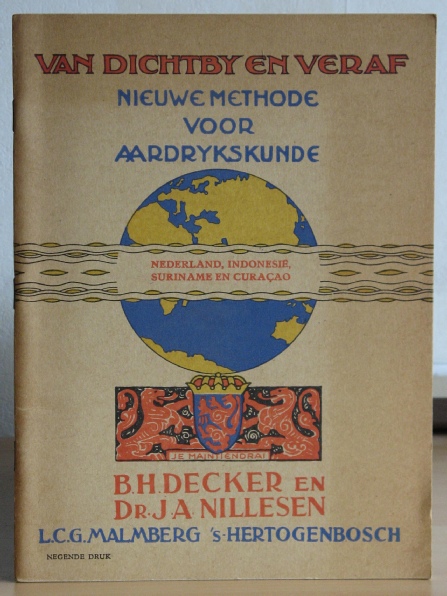 VAN DICHTBY EN VERAF
NIEUWE METHODE
VOOR
AARDRYKSKUNDE
NEDERLAND, INDONESIË,
SURINAME EN CURAÇAO
JE MAINTIENDRAI
B.H. DECKER EN
DR. J.A. NILLESEN
L.C.G. MALMBERG 's-HERTOGENBOSCH
NEGENDE DRUK